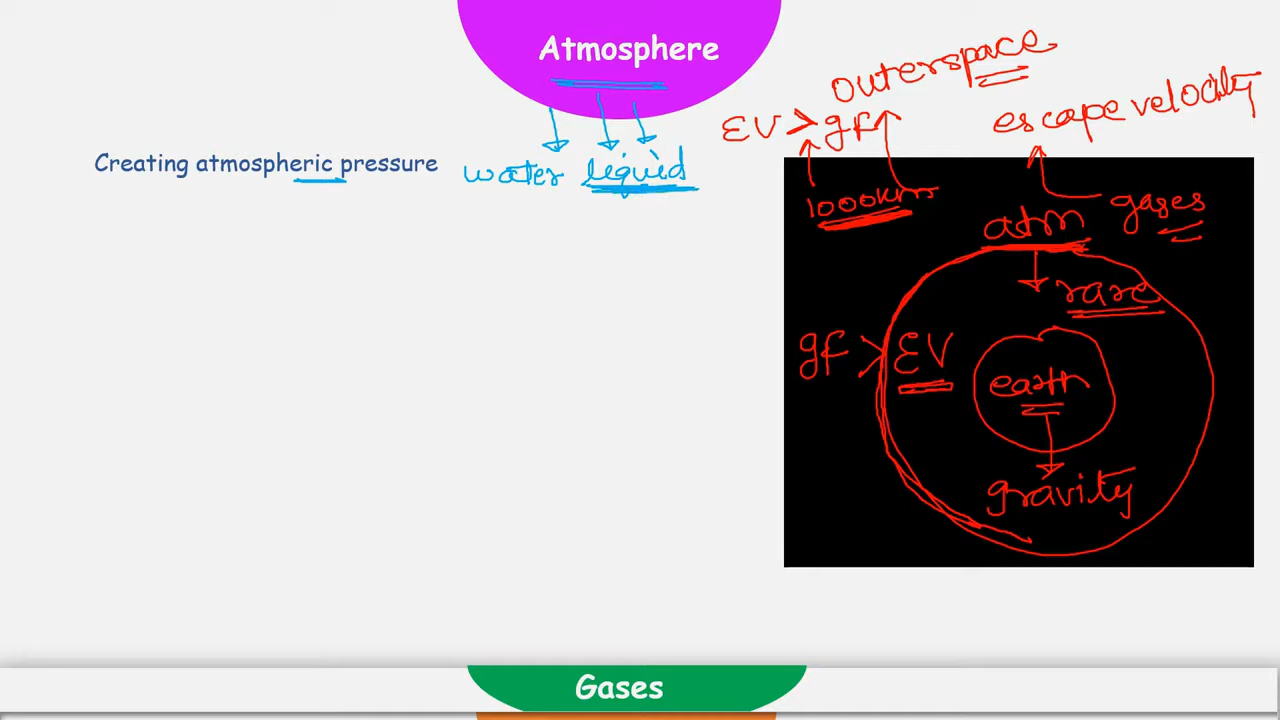 Atmosphere
outerspace
EV > gf
escape velocity
Creating atmospheric pressure
water liquid
1000km
gases
atm
rare
gf > EV
earth
gravity
Gases